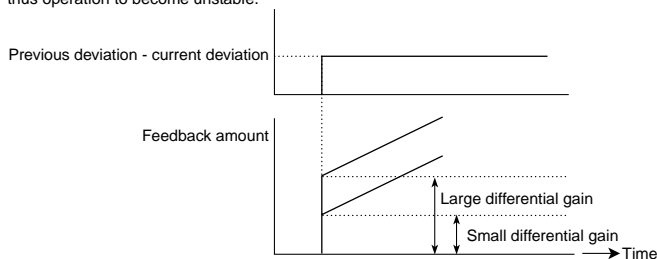 thus operation to become unstable.
Previous deviation - current deviation
Feedback amount
Large differential gain
Small differential gain
Time